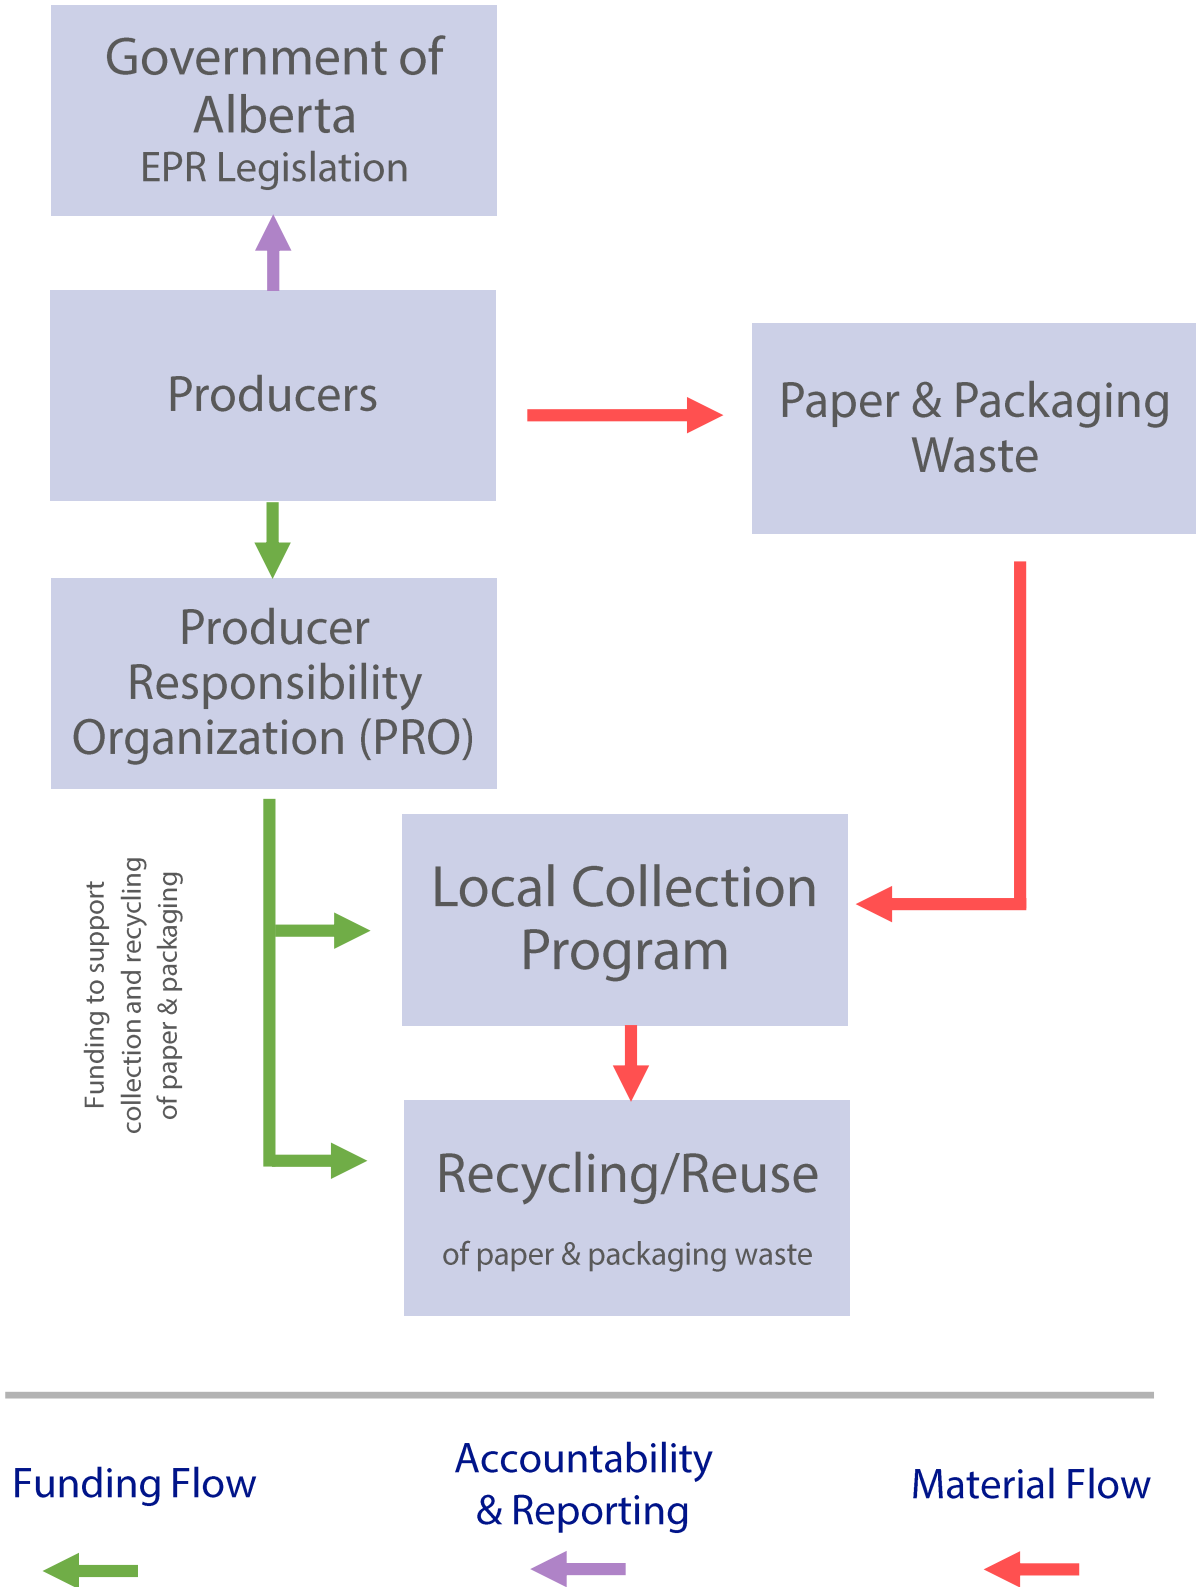 Government of
Alberta
EPR Legislation
Producers
Paper & Packaging
Waste
Producer
Responsibility
Organization (PRO)
Funding to support
collection and recycling
of paper & packaging
Local Collection
Program
Recycling/Reuse
of paper & packaging waste
Funding Flow
Accountability
& Reporting
Material Flow